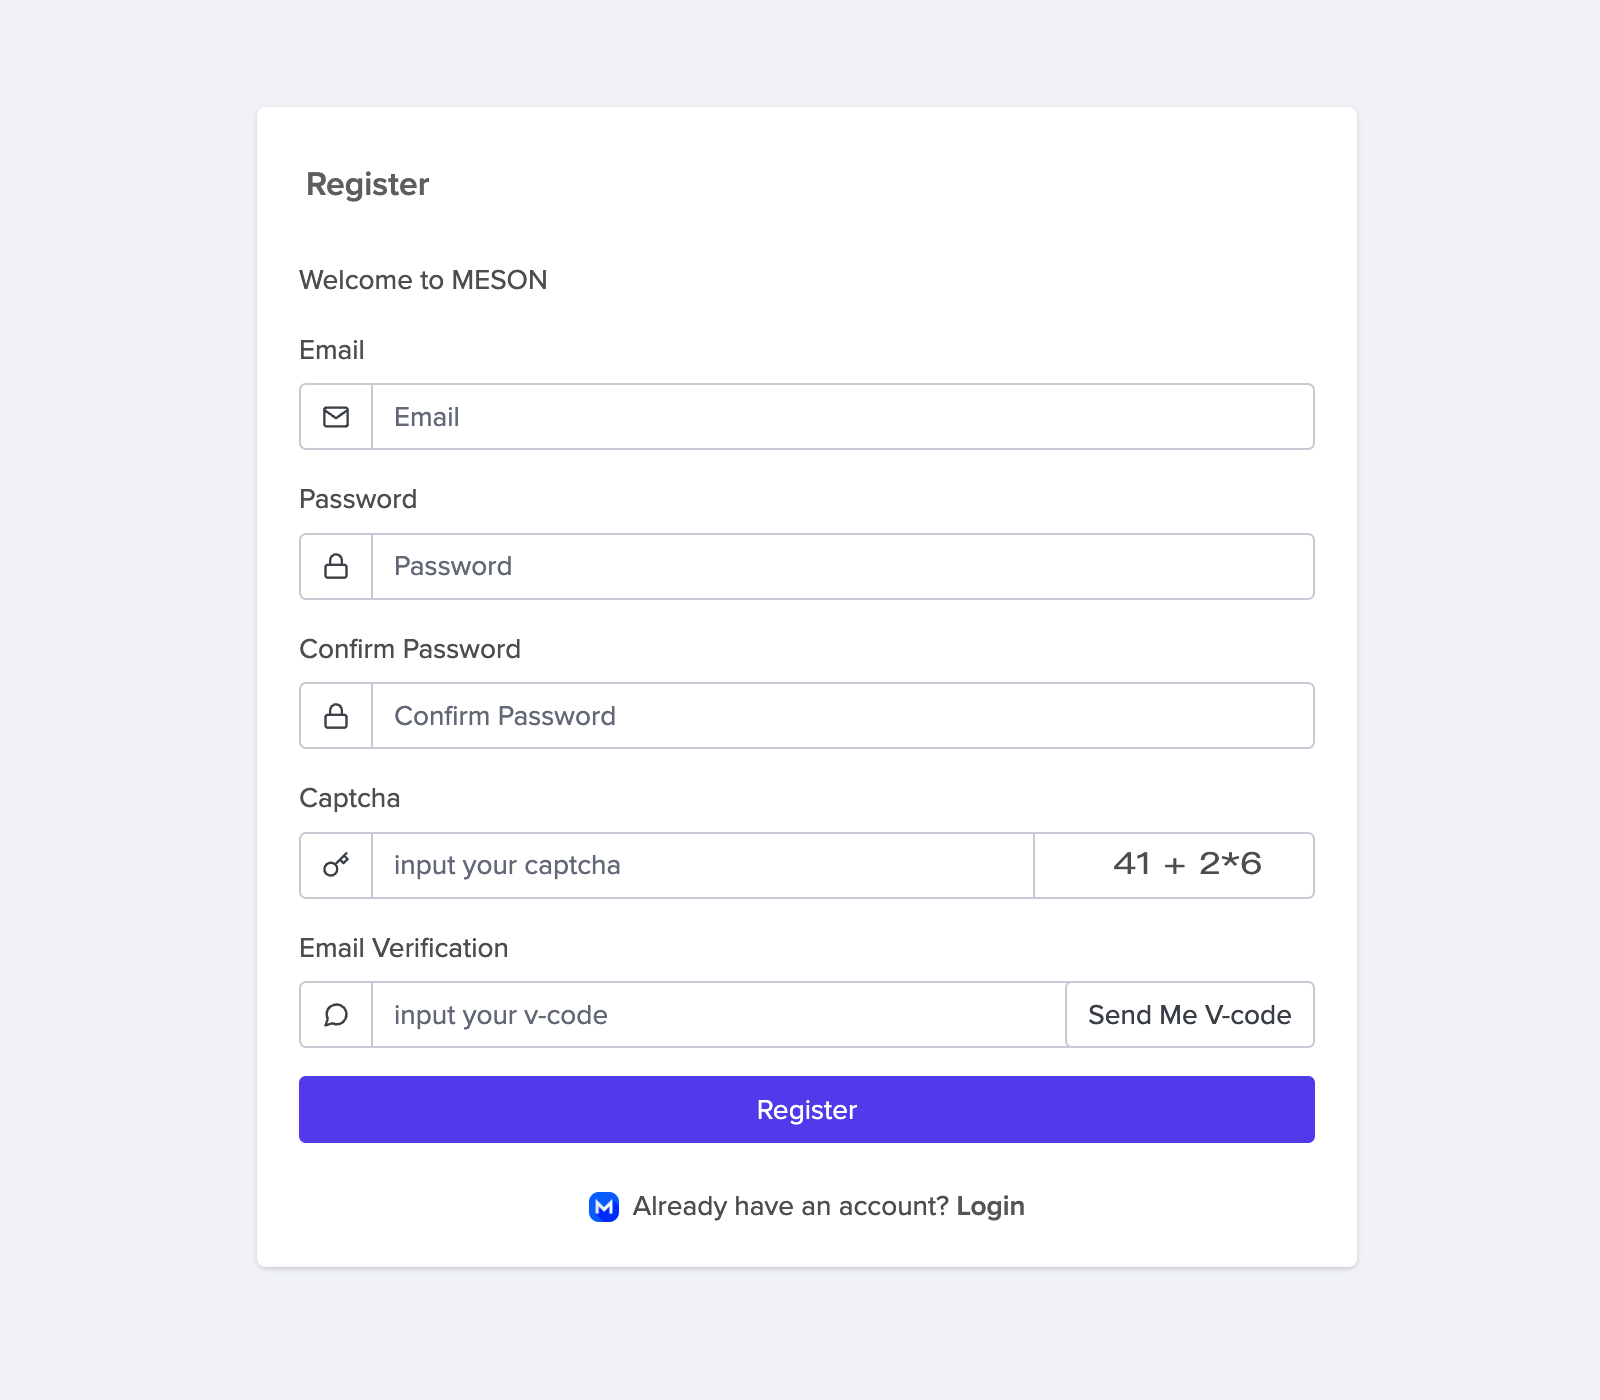 Register
Welcome to MESON
Email
Email
Password
Password
Confirm Password
Confirm Password
Captcha
input your captcha
41 + 2*6
Email Verification
input your v-code
Send Me V-code
Register
M Already have an account? Login